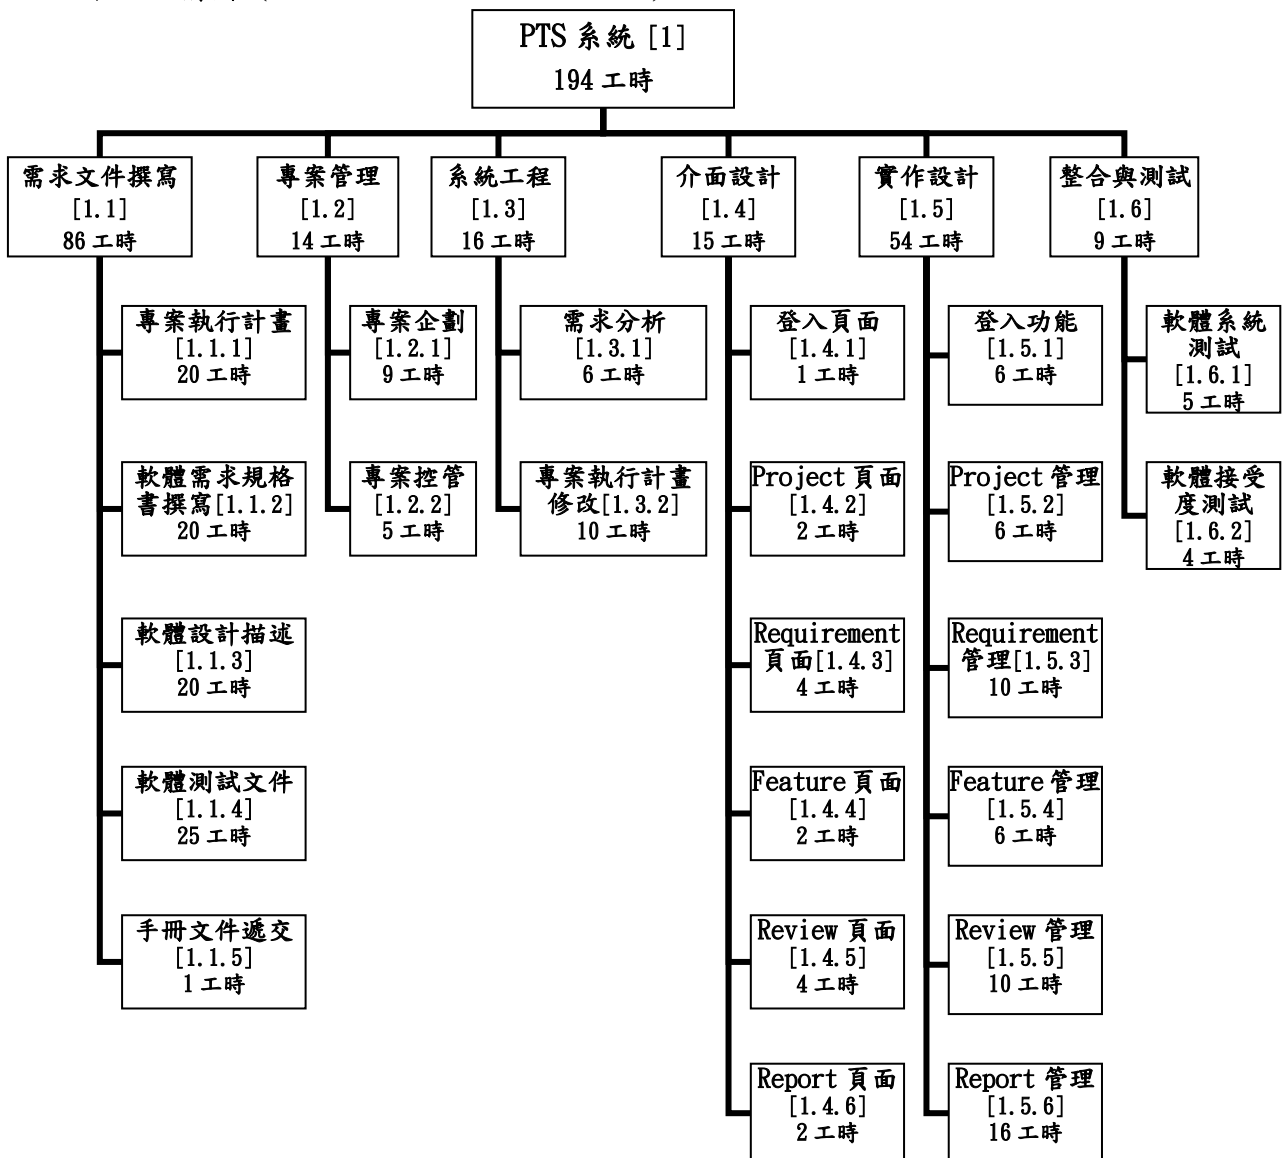 PTS 系統 [1]
194 工時
需求文件撰寫
[1.1]
86 工時
專案管理
[1.2]
14 工時
系統工程
[1.3]
16 工時
介面設計
[1.4]
15 工時
實作設計
[1.5]
54 工時
整合與測試
[1.6]
9 工時
專案執行計畫
[1.1.1]
20 工時
軟體需求規格
書撰寫[1.1.2]
20 工時
軟體設計描述
[1.1.3]
20 工時
軟體測試文件
[1.1.4]
25 工時
手冊文件遞交
[1.1.5]
1 工時
專案企劃
[1.2.1]
9 工時
專案控管
[1.2.2]
5 工時
需求分析
[1.3.1]
6 工時
專案執行計畫
修改[1.3.2]
10 工時
登入頁面
[1.4.1]
1 工時
Project 頁面
[1.4.2]
2 工時
Requirement
頁面[1.4.3]
4 工時
Feature 頁面
[1.4.4]
2 工時
Review 頁面
[1.4.5]
4 工時
Report 頁面
[1.4.6]
2 工時
登入功能
[1.5.1]
6 工時
Project 管理
[1.5.2]
6 工時
Requirement
管理[1.5.3]
10 工時
Feature 管理
[1.5.4]
6 工時
Review 管理
[1.5.5]
10 工時
Report 管理
[1.5.6]
16 工時
軟體系統
測試
[1.6.1]
5 工時
軟體接受
度測試
[1.6.2]
4 工時